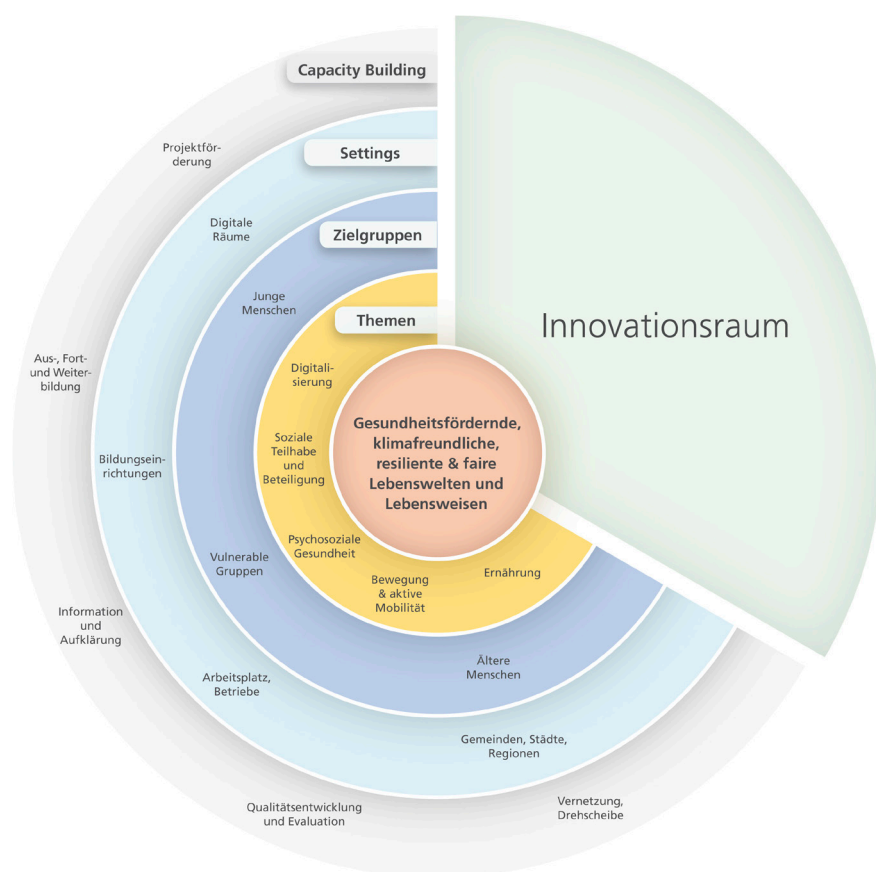 Capacity Building
Projektför-
derung
Aus-, Fort-
und Weiter-
bildung
Information
und
Aufklärung
Qualitätsentwicklung
und Evaluation
Vernetzung,
Drehscheibe
Settings
Digitale
Räume
Bildungsein-
richtungen
Arbeitsplatz,
Betriebe
Gemeinden, Städte,
Regionen
Zielgruppen
Junge
Menschen
Vulnerable
Gruppen
Ältere
Menschen
Themen
Digitali-
sierung
Soziale
Teilhabe
und
Beteiligung
Psychosoziale
Gesundheit
Bewegung
& aktive
Mobilität
Ernährung
Gesundheitsfördernde,
klimafreundliche,
resiliente & faire
Lebenswelten und
Lebensweisen
Innovationsraum